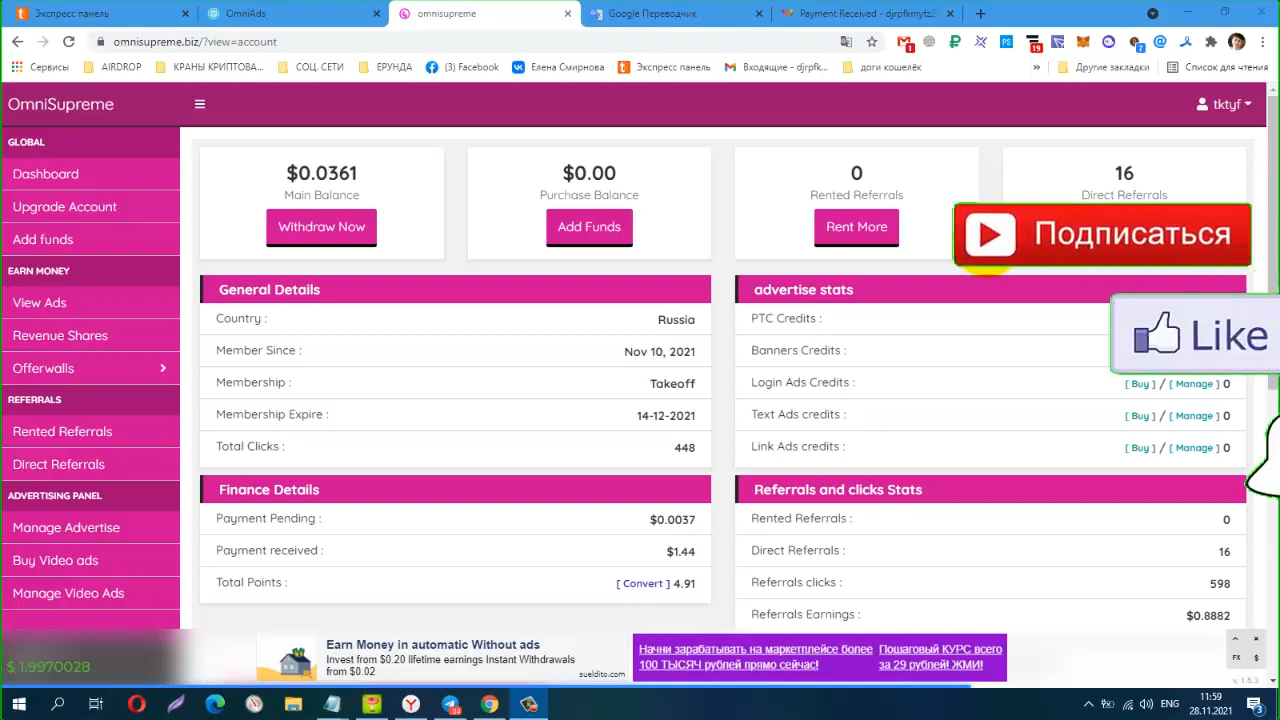 Экспресс панель
OmniAds
omnisupreme
Google Переводчик
Payment Received - djrpfkmyfz2
omnisupreme.biz/?view=account
Сервисы
AIRDROP
КРАНЫ КРИПТОВА...
СОЦ. СЕТИ
ЕРУНДА
(3) Facebook
Елена Смирнова
Экспресс панель
Входящие - djrpfk...
доги кошелёк
»
Другие закладки
Список для чтения
OmniSupreme
tktyf
GLOBAL
Dashboard
Upgrade Account
Add funds
EARN MONEY
View Ads
Revenue Shares
Offerwalls
REFERRALS
Rented Referrals
Direct Referrals
ADVERTISING PANEL
Manage Advertise
Buy Video ads
Manage Video Ads
$ 1.9970028
$0.0361
Main Balance
Withdraw Now
$0.00
Purchase Balance
Add Funds
0
Rented Referrals
Rent More
16
Direct Referrals
Подписаться
Like
General Details
Country : Russia
Member Since : Nov 10, 2021
Membership : Takeoff
Membership Expire : 14-12-2021
Total Clicks : 448
advertise stats
PTC Credits :
Banners Credits :
Login Ads Credits : [ Buy ] / [ Manage ] 0
Text Ads credits : [ Buy ] / [ Manage ] 0
Link Ads credits : [ Buy ] / [ Manage ] 0
Finance Details
Payment Pending : $0.0037
Payment received : $1.44
Total Points : [ Convert ] 4.91
Referrals and clicks Stats
Rented Referrals : 0
Direct Referrals : 16
Referrals clicks : 598
Referrals Earnings : $0.8882
Earn Money in automatic Without ads
Invest from $0.20 lifetime earnings Instant Withdrawals
from $0.02
sueldito.com
Начни зарабатывать на маркетплейсе более
100 ТЫСЯЧ рублей прямо сейчас!
Пошаговый КУРС всего
за 29 рублей! ЖМИ!
FX $
v. 1.6.3
94
ENG
11:59
28.11.2021
3